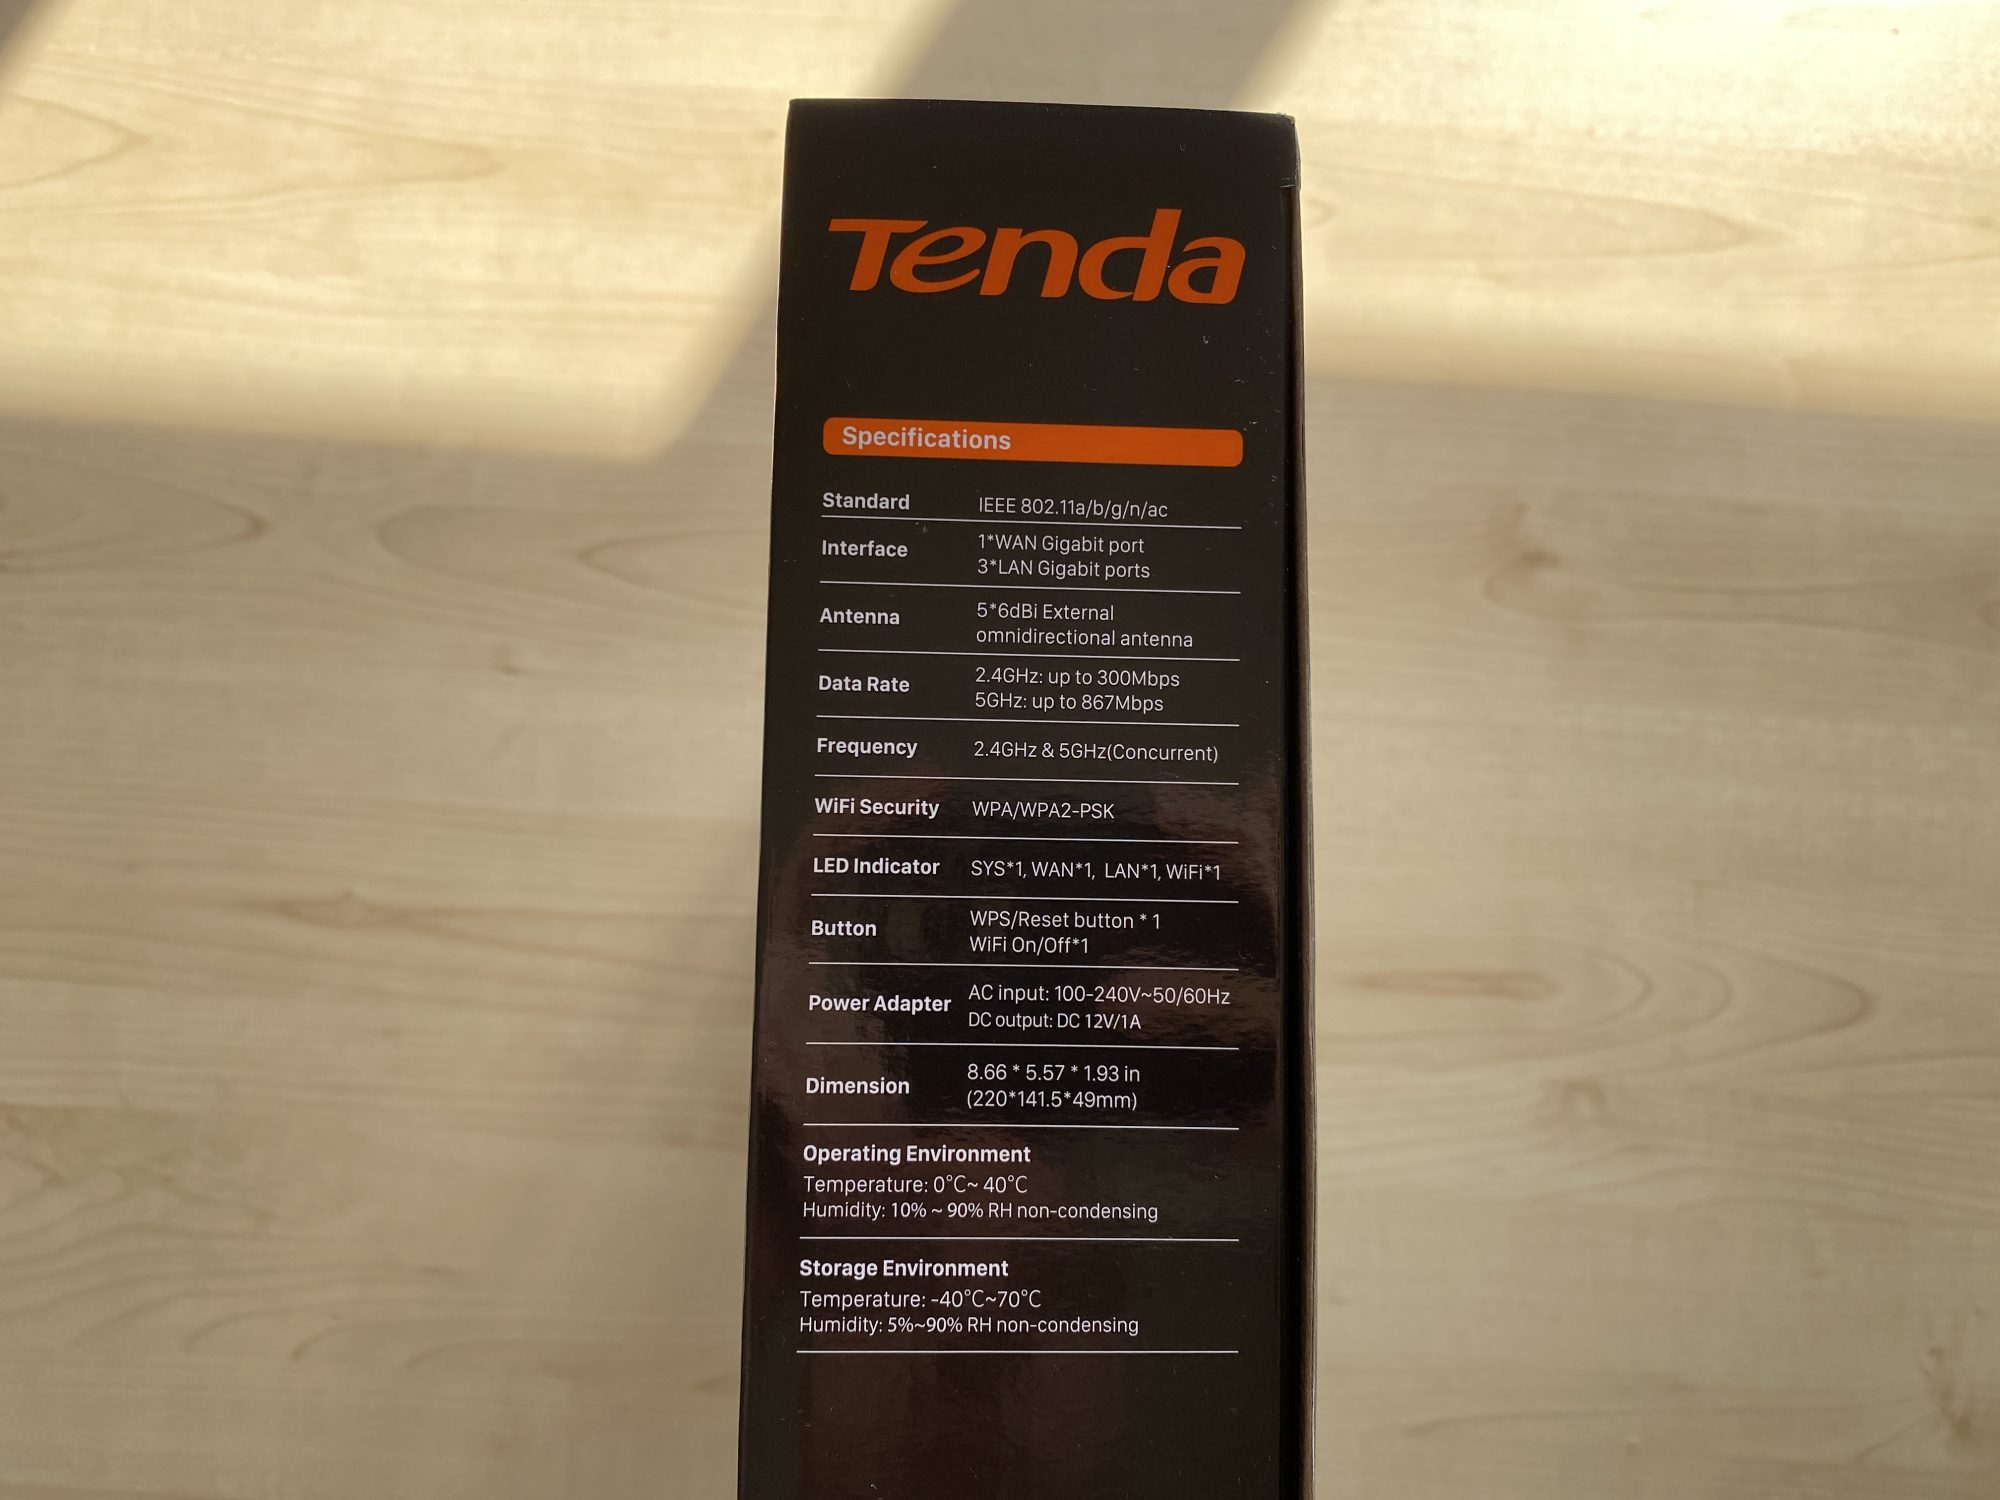 Tenda
Specifications
Standard IEEE 802.11a/b/g/n/ac
Interface 1*WAN Gigabit port
3*LAN Gigabit ports
Antenna 5*6dBi External
omnidirectional antenna
Data Rate 2.4GHz: up to 300Mbps
5GHz: up to 867Mbps
Frequency 2.4GHz & 5GHz(Concurrent)
WiFi Security WPA/WPA2-PSK
LED Indicator SYS*1, WAN*1, LAN*1, WiFi*1
Button WPS/Reset button * 1
WiFi On/Off*1
Power Adapter AC input: 100-240V~50/60Hz
DC output: DC 12V/1A
Dimension 8.66 * 5.57 * 1.93 in
(220*141.5*49mm)
Operating Environment
Temperature: 0°C~ 40°C
Humidity: 10% ~ 90% RH non-condensing
Storage Environment
Temperature: -40°C~70°C
Humidity: 5%~90% RH non-condensing